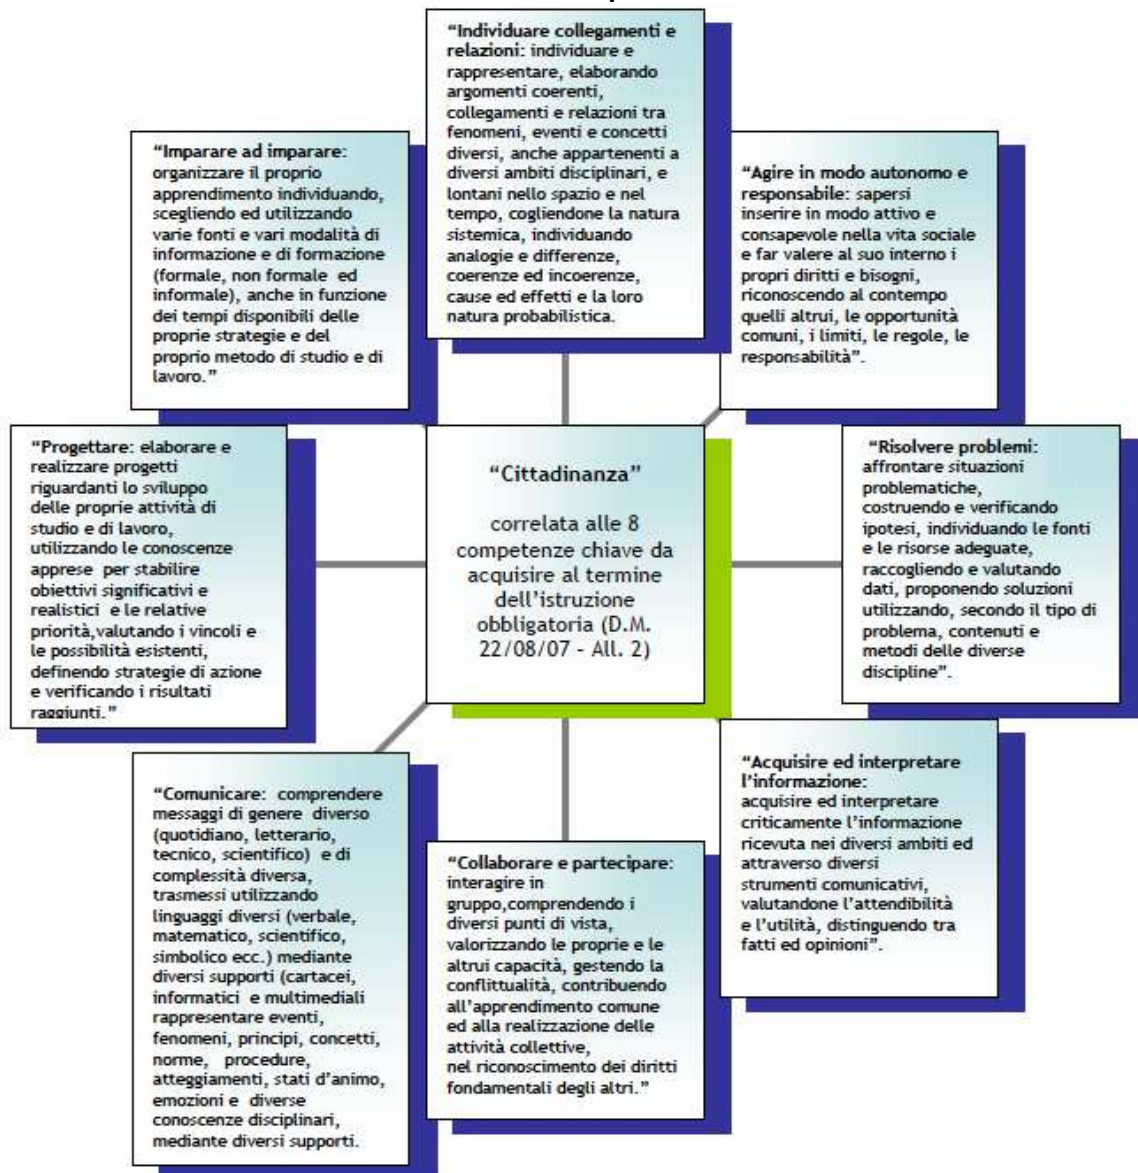 “Individuare collegamenti e
relazioni: individuare e
rappresentare, elaborando
argomenti coerenti,
collegamenti e relazioni tra
fenomeni, eventi e concetti
diversi, anche appartenenti a
diversi ambiti disciplinari, e
lontani nello spazio e nel
tempo, cogliendone la natura
sistemica, individuando
analogie e differenze,
coerenze ed incoerenze,
cause ed effetti e la loro
natura probabilistica.
“Imparare ad imparare:
organizzare il proprio
apprendimento individuando,
scegliendo ed utilizzando
varie fonti e vari modalità di
informazione e di formazione
(formale, non formale ed
informale), anche in funzione
dei tempi disponibili delle
proprie strategie e del
proprio metodo di studio e di
lavoro.”
“Agire in modo autonomo e
responsabile: sapersi
inserire in modo attivo e
consapevole nella vita sociale
e far valere al suo interno i
propri diritti e bisogni,
riconoscendo al contempo
quelli altrui, le opportunità
comuni, i limiti, le regole, le
responsabilità”.
“Progettare: elaborare e
realizzare progetti
riguardanti lo sviluppo
delle proprie attività di
studio e di lavoro,
utilizzando le conoscenze
apprese per stabilire
obiettivi significativi e
realistici e le relative
priorità,valutando i vincoli e
le possibilità esistenti,
definendo strategie di azione
e verificando i risultati
raggiunti.”
“Cittadinanza”
correlata alle 8
competenze chiave da
acquisire al termine
dell’istruzione
obbligatoria (D.M.
22/08/07 - All. 2)
“Risolvere problemi:
affrontare situazioni
problematiche,
costruendo e verificando
ipotesi, individuando le fonti
e le risorse adeguate,
raccogliendo e valutando
dati, proponendo soluzioni
utilizzando, secondo il tipo di
problema, contenuti e
metodi delle diverse
discipline”.
“Comunicare: comprendere
messaggi di genere diverso
(quotidiano, letterario,
tecnico, scientifico) e di
complessità diversa,
trasmessi utilizzando
linguaggi diversi (verbale,
matematico, scientifico,
simbolico ecc.) mediante
diversi supporti (cartacei,
informatici e multimediali
rappresentare eventi,
fenomeni, principi, concetti,
norme, procedure,
atteggiamenti, stati d’animo,
emozioni e diverse
conoscenze disciplinari,
mediante diversi supporti.
“Collaborare e partecipare:
interagire in
gruppo,comprendendo i
diversi punti di vista,
valorizzando le proprie e le
altrui capacità, gestendo la
conflittualità, contribuendo
all’apprendimento comune
ed alla realizzazione delle
attività collettive,
nel riconoscimento dei diritti
fondamentali degli altri.”
“Acquisire ed interpretare
l’informazione:
acquisire ed interpretare
criticamente l’informazione
ricevuta nei diversi ambiti ed
attraverso diversi
strumenti comunicativi,
valutandone l’attendibilità
e l’utilità, distinguendo tra
fatti ed opinioni”.